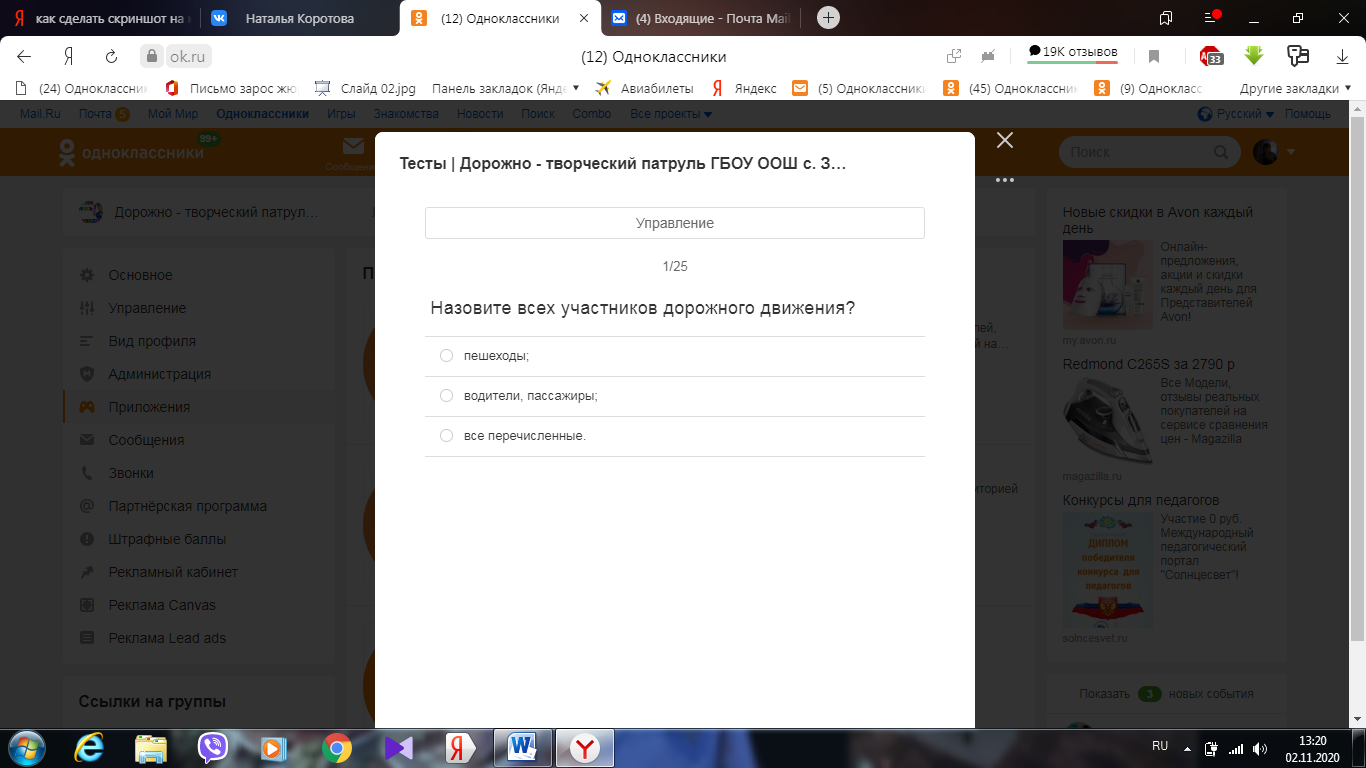 как сделать скриншот на
Наталья Коротова
(12) Одноклассники
(4) Входящие - Почта Mail
ok.ru
(12) Одноклассники
19K отзывов
33
(24) Одноклассник
Письмо зарос жю
Слайд 02.jpg
Панель закладок (Янде
Авиабилеты
Яндекс
(5) Одноклассники
(45) Одноклассник
(9) Одноклассс
Другие закладки
Mail.Ru
Почта 5
Мой Мир
Одноклассники
Игры
Знакомства
Новости
Поиск
Combo
Все проекты
Русский
Помощь
одноклассники
99+
Поиск
Дорожно - творческий патрул…
Основное
Управление
Вид профиля
Администрация
Приложения
Сообщения
Звонки
Партнёрская программа
Штрафные баллы
Рекламный кабинет
Реклама Canvas
Реклама Lead ads
Ссылки на группы
Тесты | Дорожно - творческий патруль ГБОУ ООШ с. З…
Управление
1/25
Назовите всех участников дорожного движения?
пешеходы;
водители, пассажиры;
все перечисленные.
Новые скидки в Avon каждый
день
Онлайн-
предложения,
акции и скидки
каждый день для
Представителей
Avon!
my.avon.ru
Redmond C265S за 2790 р
Все Модели,
отзывы реальных
покупателей на
сервисе сравнения
цен - Magazilla
magazilla.ru
Конкурсы для педагогов
ДИПЛОМ
победителя
конкурса для
педагогов
Участие 0 руб.
Международный
педагогический
портал
"Солнцесвет"!
solncesvet.ru
Показать 3 новых события
RU
13:20
02.11.2020